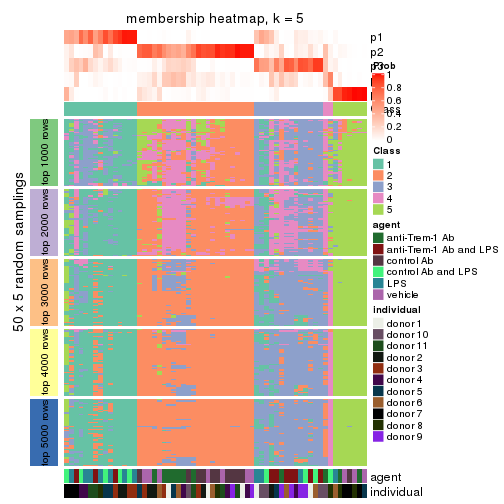 membership heatmap, k = 5
p1
p2
p3
Prob
1
0.8
0.6
0.4
0.2
0
Class
1
2
3
4
5
agent
anti-Trem-1 Ab
anti-Trem-1 Ab and LPS
control Ab
control Ab and LPS
LPS
vehicle
Individual
donor 1
donor 10
donor 11
donor 2
donor 3
donor 4
donor 5
donor 6
donor 7
donor 8
donor 9
50 x 5 random samplings
top 1000 rows
top 2000 rows
top 3000 rows
top 4000 rows
top 5000 rows
agent
individual